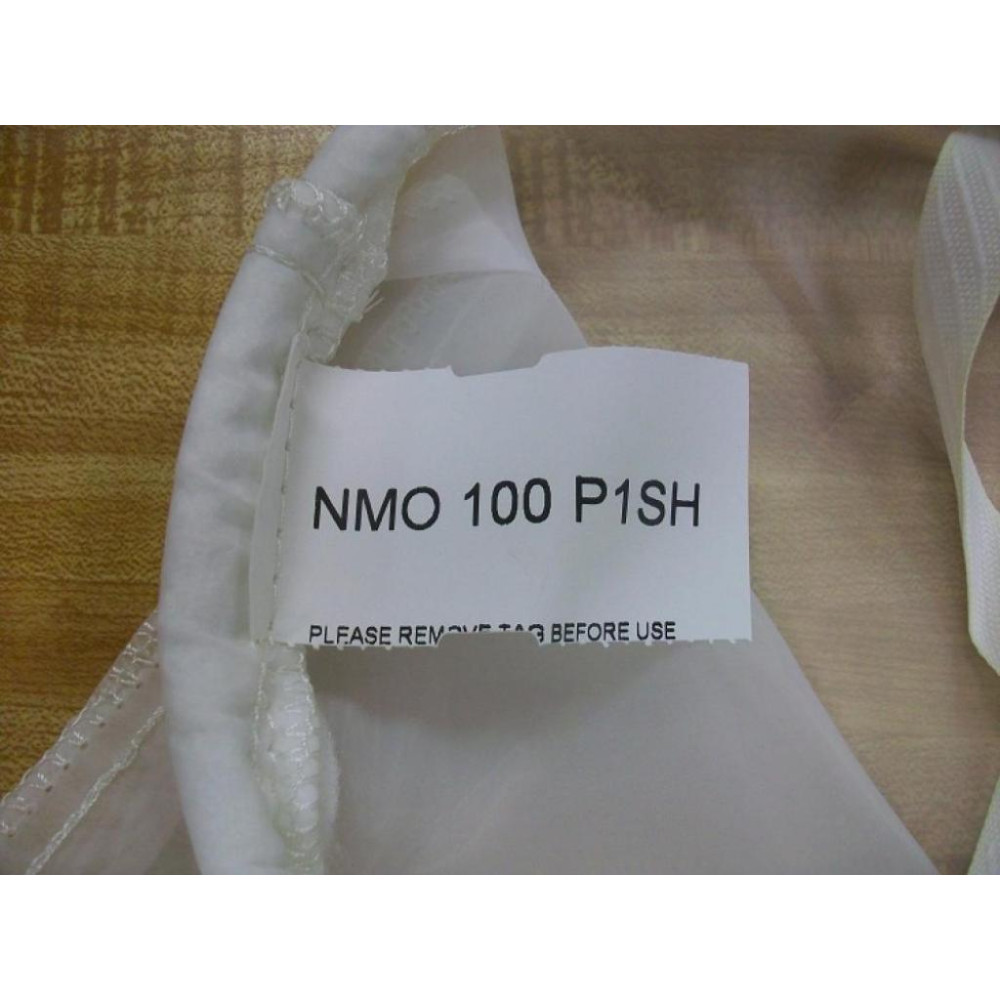 NMO 100 P1SH
PLEASE REMOVE TAG BEFORE USE